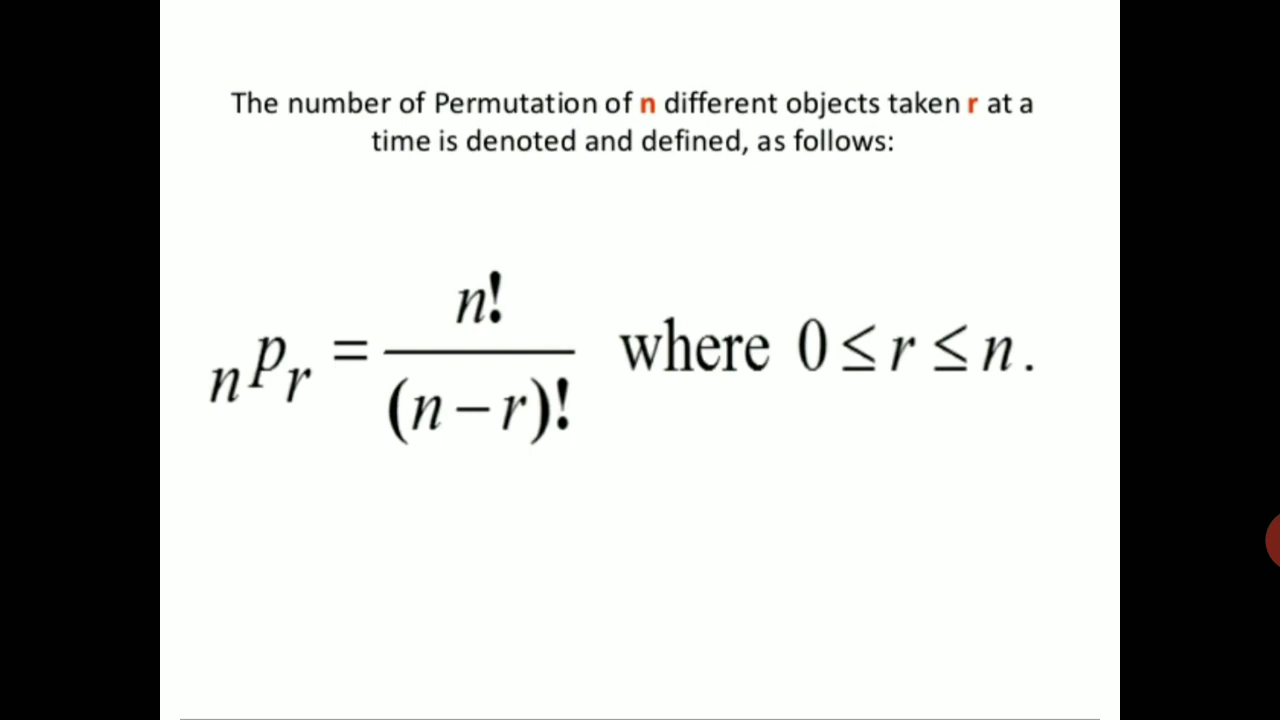 The number of Permutation of n different objects taken r at a
time is denoted and defined, as follows:
ₙpᵣ = n! / (n − r)! where 0 ≤ r ≤ n.